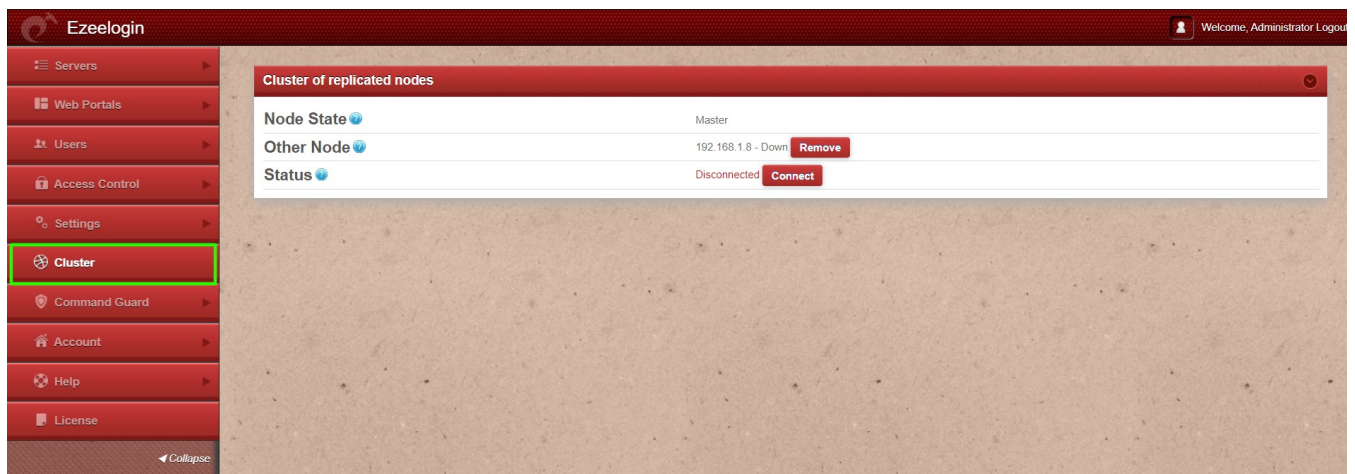 Ezeelogin
Welcome, Administrator Logout
Servers
Web Portals
Users
Access Control
Settings
Cluster
Command Guard
Account
Help
License
Collapse
Cluster of replicated nodes
Node State Master
Other Node 192.168.1.8 - Down Remove
Status Disconnected Connect